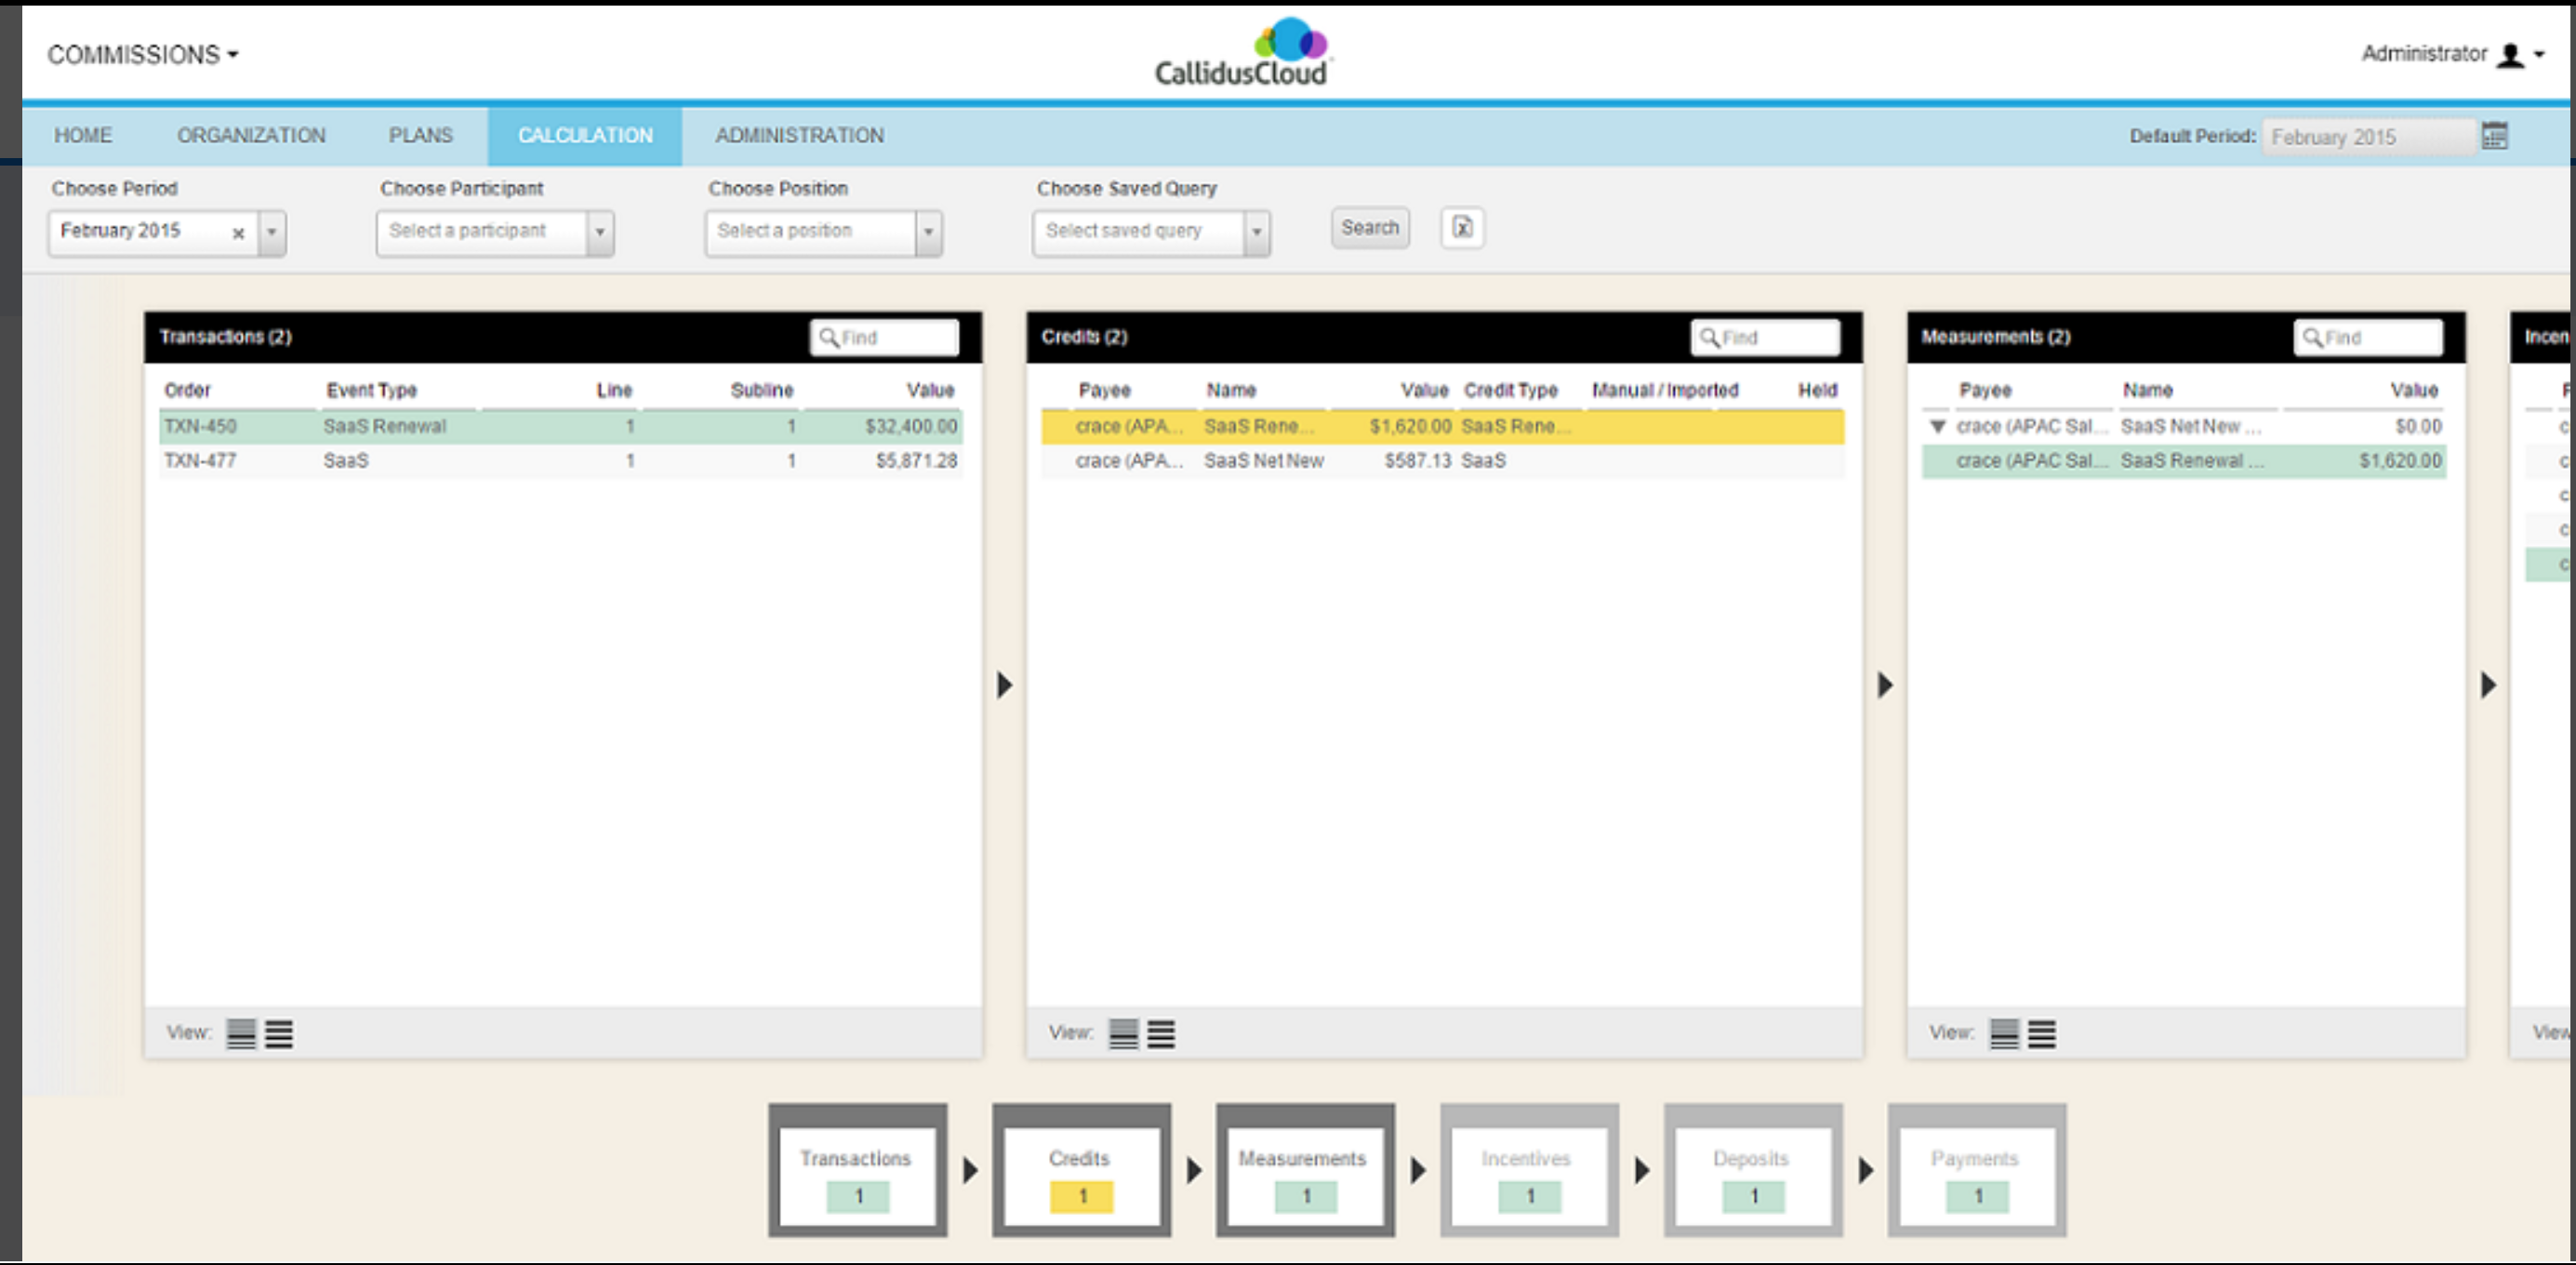 COMMISSIONS
CallidusCloud
Administrator
HOME ORGANIZATION PLANS CALCULATION ADMINISTRATION Default Period: February 2015
Choose Period Choose Participant Choose Position Choose Saved Query
February 2015 × Select a participant Select a position Select saved query Search
Transactions (2) Find
Order Event Type Line Subline Value
TXN-450 SaaS Renewal 1 1 $32,400.00
TXN-477 SaaS 1 1 $5,871.28
View:
Credits (2) Find
Payee Name Value Credit Type Manual / Imported Held
crace (APA... SaaS Rene... $1,620.00 SaaS Rene...
crace (APA... SaaS Net New $587.13 SaaS
View:
Measurements (2) Find
Payee Name Value
crace (APAC Sal... SaaS Net New ... $0.00
crace (APAC Sal... SaaS Renewal ... $1,620.00
View:
Incen
View
Transactions Credits Measurements Incentives Deposits Payments
1 1 1 1 1 1